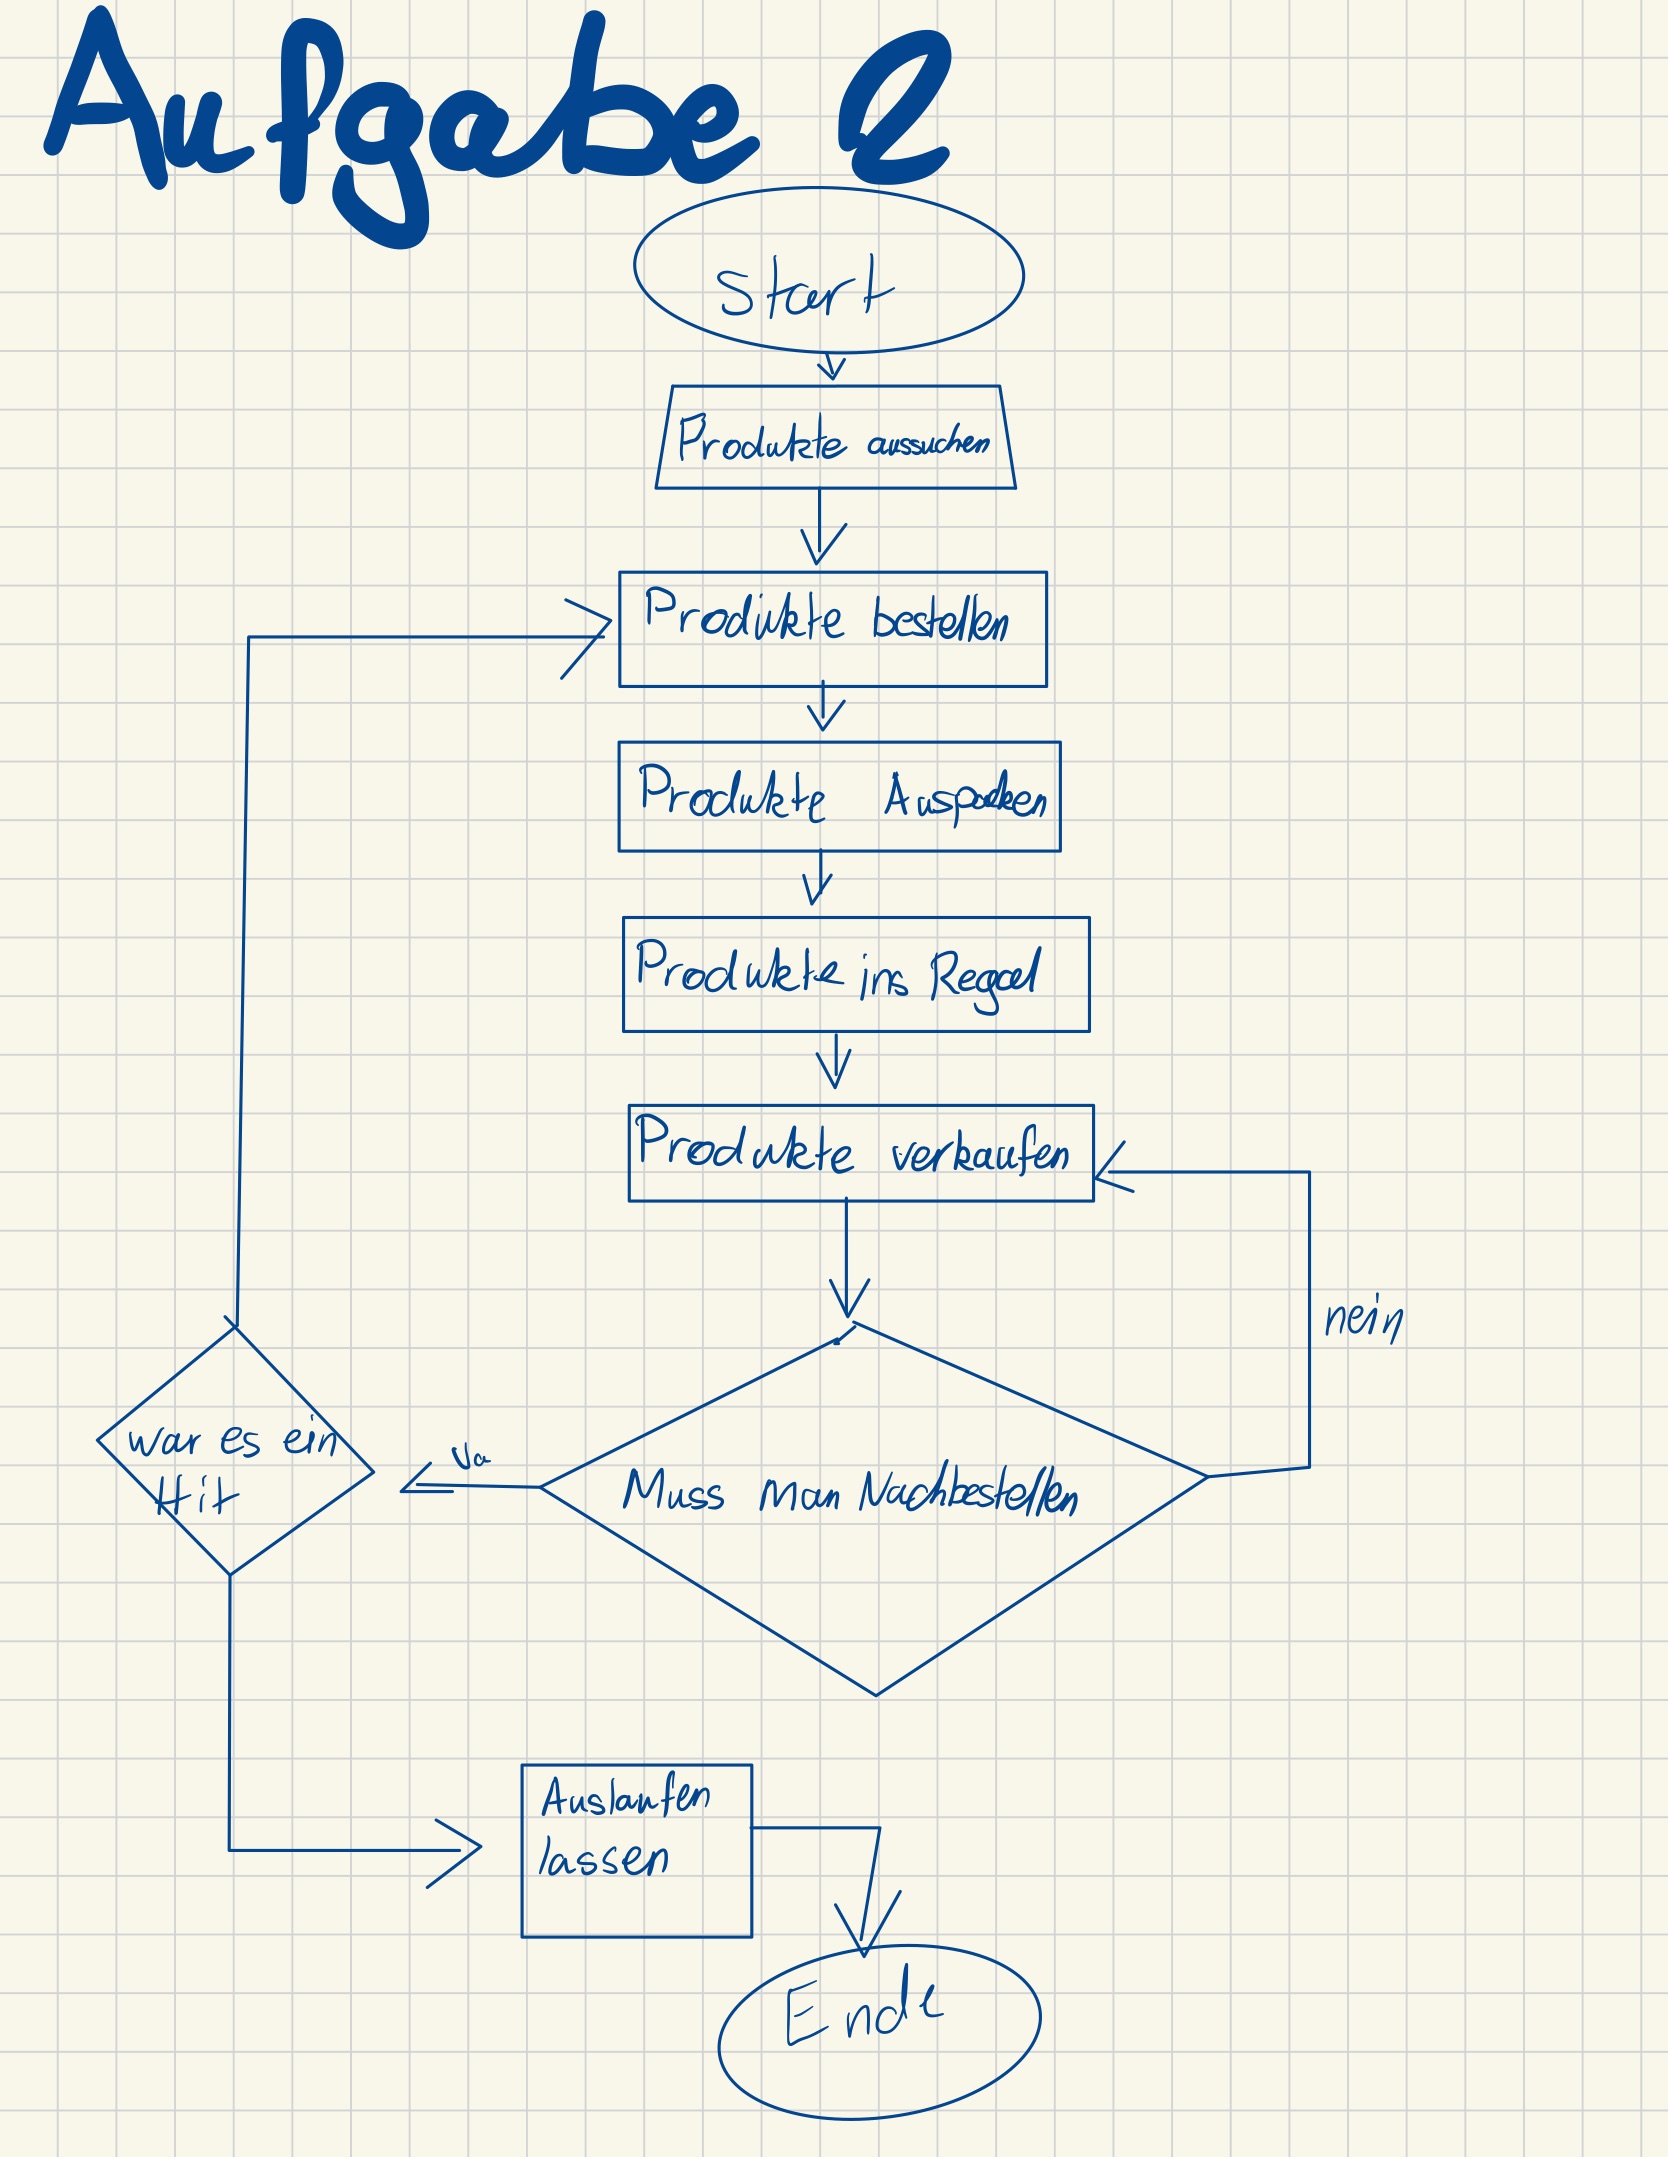 Aufgabe 2
Start
Produkte aussuchen
Produkte bestellen
Produkte Auspacken
Produkte ins Regal
Produkte verkaufen
nein
Muss man Nachbestellen
Ja
war es ein
Hit
Auslaufen
lassen
Ende